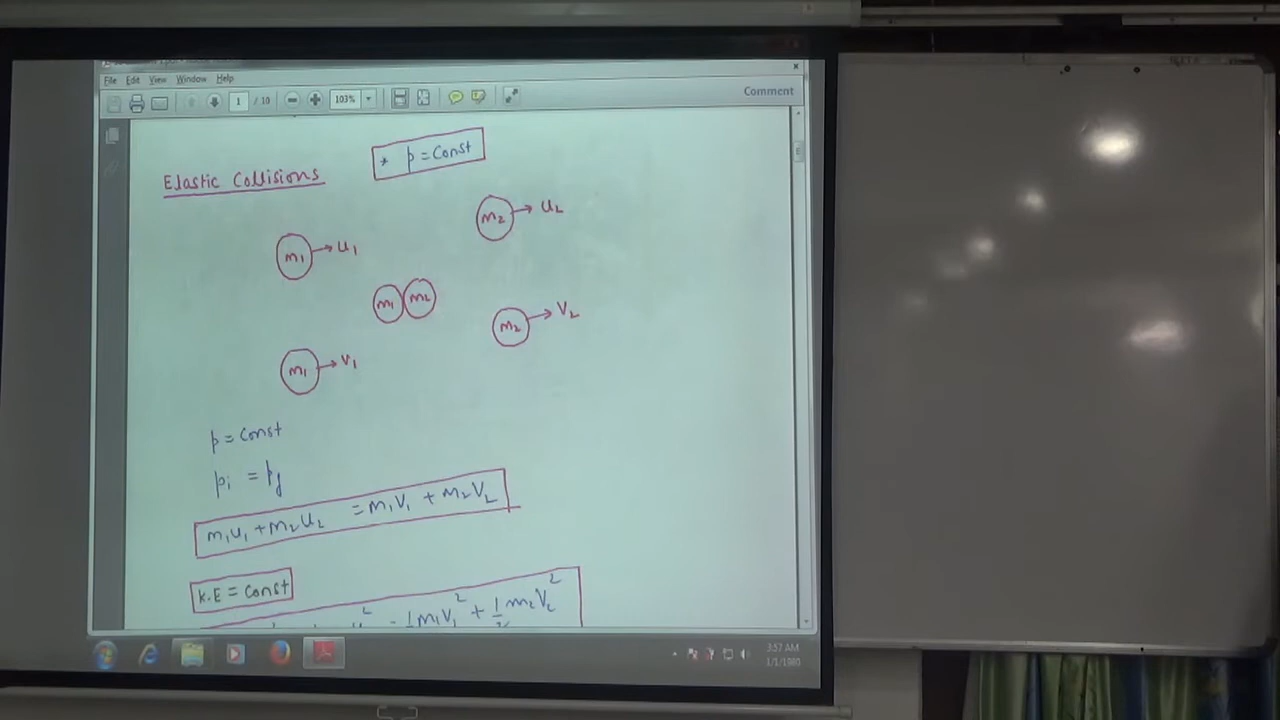 File Edit View Window Help
1 / 10 103% Comment
* p = Const
Elastic Collisions
m2 → u2
m1 → u1
m1 m2
m2 → V2
m1 → V1
p = Const
pi = pf
m1u1 + m2u2 = m1V1 + m2V2
K.E = Const
1/2 m1V1² + 1/2 m2V2²
3:57 AM
1/1/1980